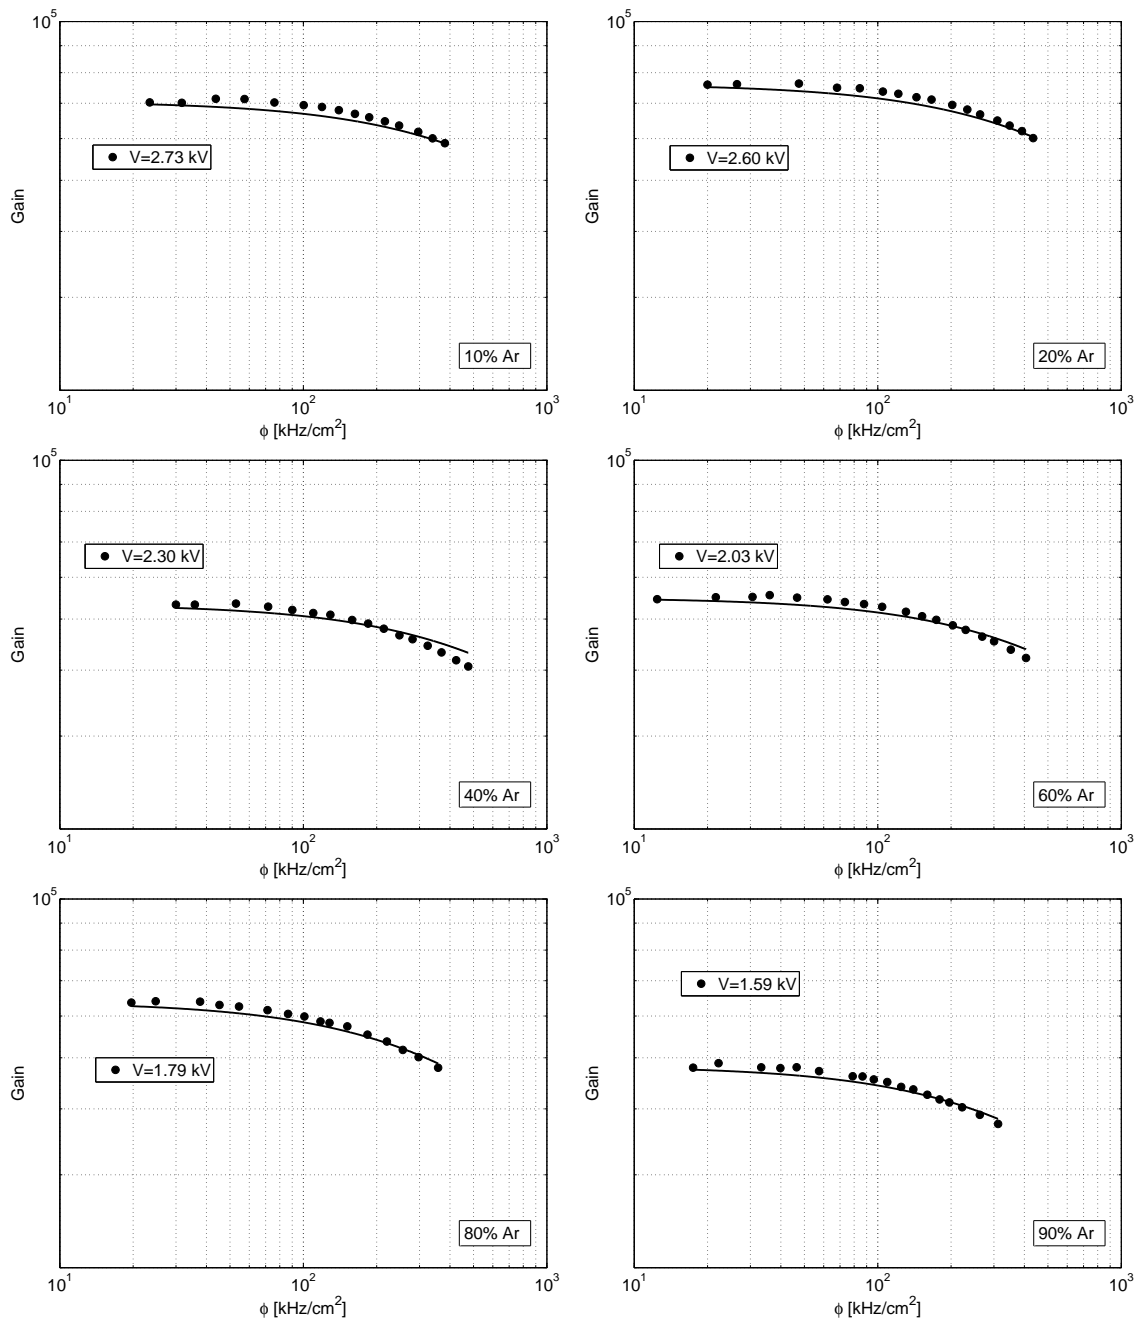 10^5
10^5
V=2.73 kV
V=2.60 kV
Gain
Gain
10% Ar
20% Ar
10^1 10^2 10^3
10^1 10^2 10^3
ϕ [kHz/cm^2]
ϕ [kHz/cm^2]
10^5
10^5
V=2.30 kV
V=2.03 kV
Gain
Gain
40% Ar
60% Ar
10^1 10^2 10^3
10^1 10^2 10^3
ϕ [kHz/cm^2]
ϕ [kHz/cm^2]
10^5
10^5
V=1.79 kV
V=1.59 kV
Gain
Gain
80% Ar
90% Ar
10^1 10^2 10^3
10^1 10^2 10^3
ϕ [kHz/cm^2]
ϕ [kHz/cm^2]